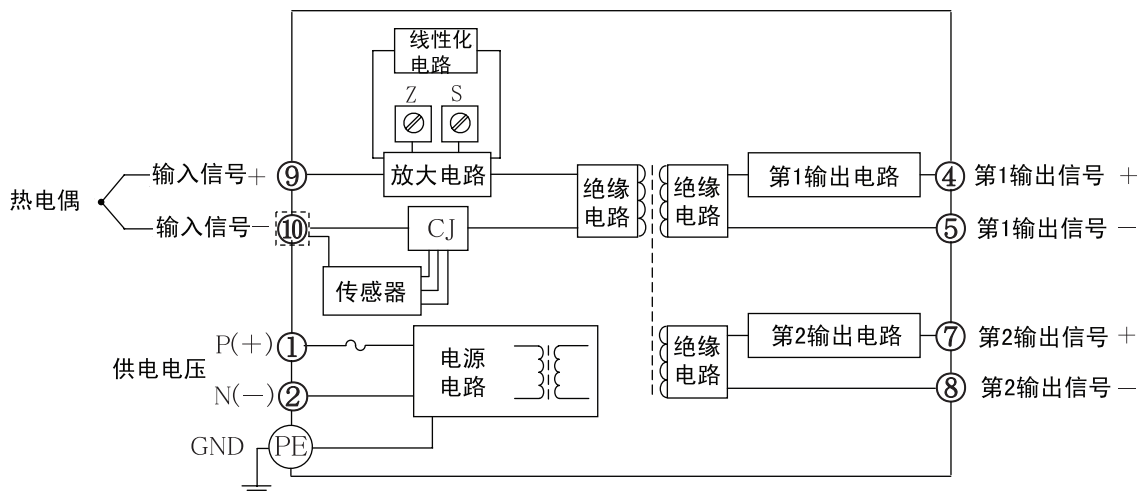 线性化
电路
Z
S
热电偶
输入信号+
⑨
放大电路
绝缘
电路
绝缘
电路
第1输出电路
④
第1输出信号 +
输入信号-
⑩
CJ
⑤
第1输出信号 -
传感器
供电电压
P(+)
①
电源
电路
绝缘
电路
第2输出电路
⑦
第2输出信号 +
N(-)
②
⑧
第2输出信号 -
GND
PE